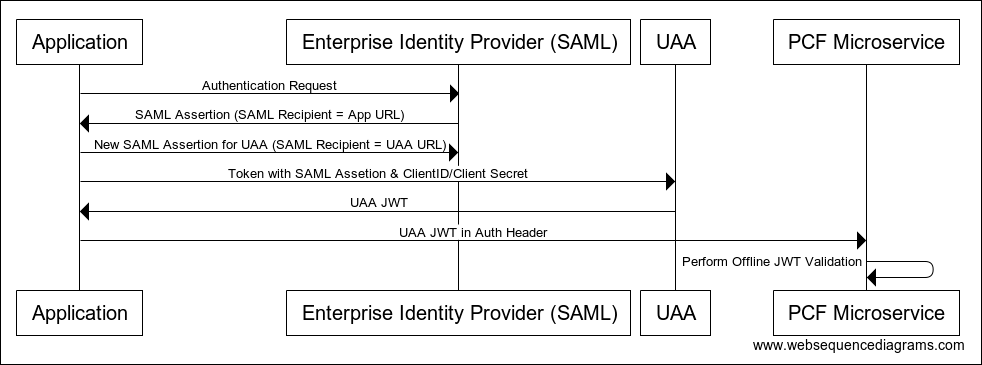 Application Enterprise Identity Provider (SAML) UAA PCF Microservice
Authentication Request
SAML Assertion (SAML Recipient = App URL)
New SAML Assertion for UAA (SAML Recipient = UAA URL)
Token with SAML Assetion & ClientID/Client Secret
UAA JWT
UAA JWT in Auth Header
Perform Offline JWT Validation
Application Enterprise Identity Provider (SAML) UAA PCF Microservice
www.websequencediagrams.com